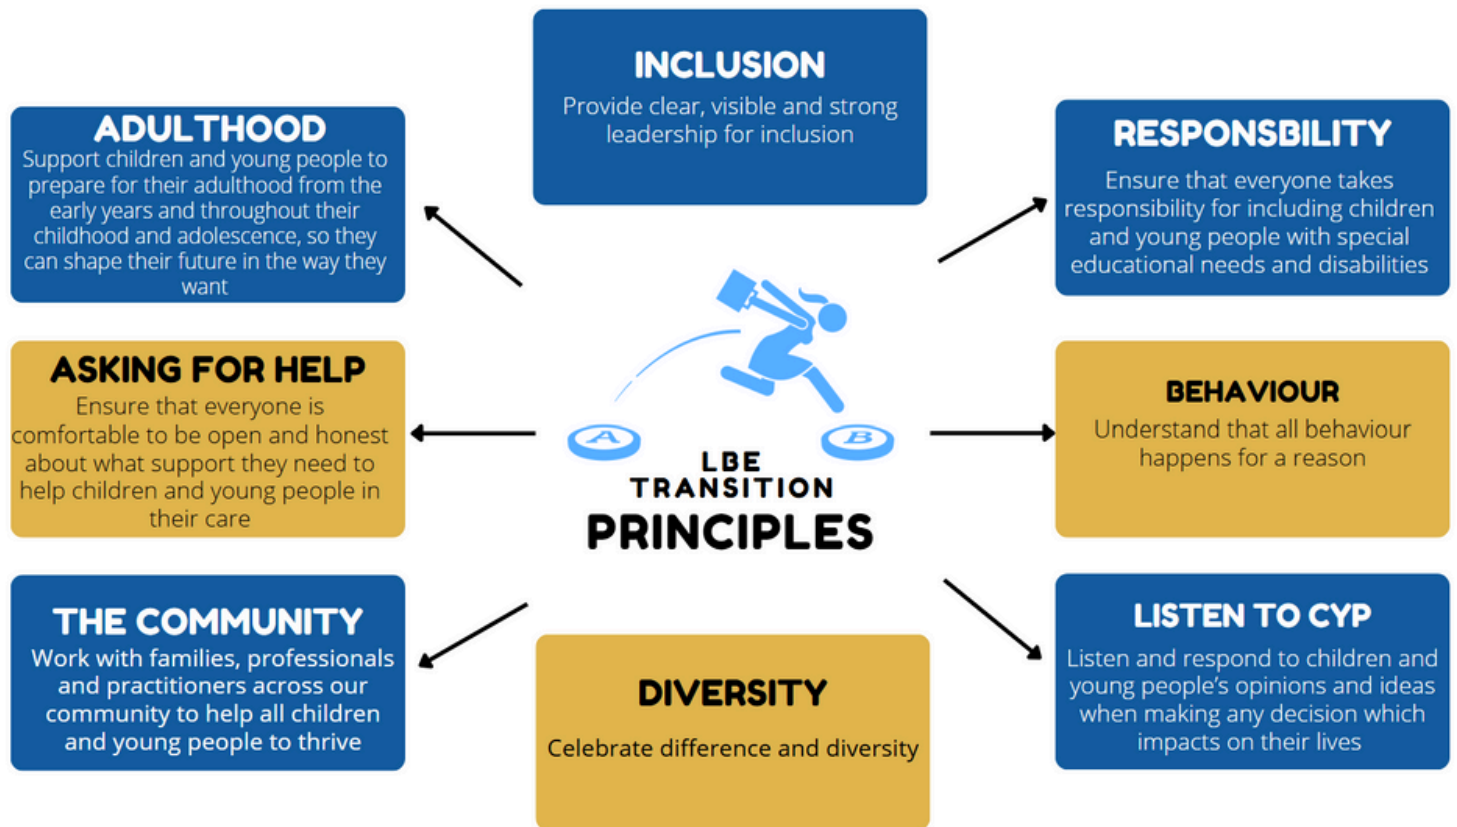 INCLUSION
Provide clear, visible and strong
leadership for inclusion
ADULTHOOD
Support children and young people to
prepare for their adulthood from the
early years and throughout their
childhood and adolescence, so they
can shape their future in the way they
want
RESPONSBILITY
Ensure that everyone takes
responsibility for including children
and young people with special
educational needs and disabilities
ASKING FOR HELP
Ensure that everyone is
comfortable to be open and honest
about what support they need to
help children and young people in
their care
A
B
LBE
TRANSITION
PRINCIPLES
BEHAVIOUR
Understand that all behaviour
happens for a reason
THE COMMUNITY
Work with families, professionals
and practitioners across our
community to help all children
and young people to thrive
DIVERSITY
Celebrate difference and diversity
LISTEN TO CYP
Listen and respond to children and
young people’s opinions and ideas
when making any decision which
impacts on their lives